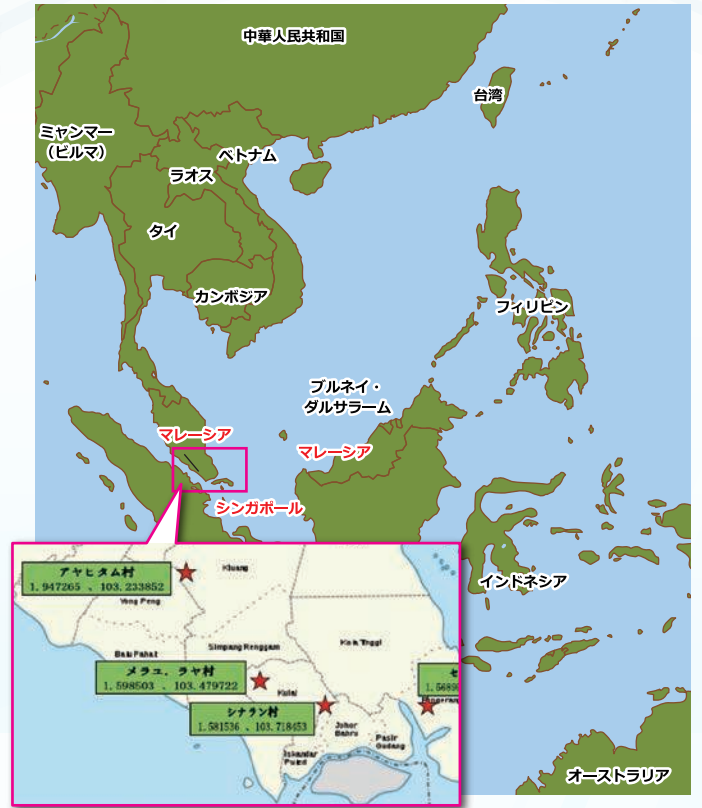 中華人民共和国
台湾
ミャンマー
（ビルマ）
ベトナム
ラオス
タイ
カンボジア
フィリピン
ブルネイ・
ダルサラーム
マレーシア
マレーシア
シンガポール
インドネシア
オーストラリア
アヤヒタム村
1.947265 、103.233852
Kluang
Yong Peng
Batu Pahat
Simpang Renggam
Kota Tinggi
メラユ．ラヤ村
1.598503 、103.479722
Kulai
シナラン村
1.581536 、103.718453
セ
1.5689
Johor
Bahru
Pasir
Gudang
Iskandar